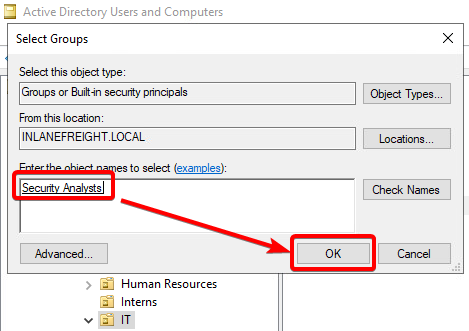 Active Directory Users and Computers
Select Groups
Select this object type:
Groups or Built-in security principals
Object Types...
From this location:
INLANEFREIGHT.LOCAL
Locations...
Enter the object names to select (examples):
Security Analysts
Check Names
Advanced...
OK
Cancel
Human Resources
Interns
IT